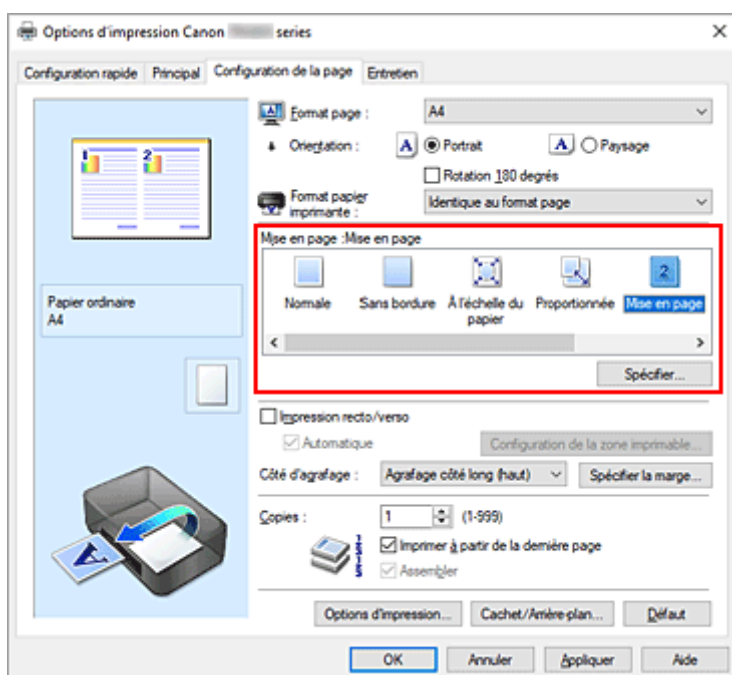 Options d'impression Canon series
Configuration rapide Principal Configuration de la page Entretien
Format page : A4
Orientation : A Portrait A Paysage
Rotation 180 degrés
Format papier imprimante : Identique au format page
Mise en page :Mise en page
1 2
2
Normale Sans bordure À l'échelle du papier Proportionnée Mise en page
Papier ordinaire
A4
Spécifier...
Impression recto/verso
Automatique Configuration de la zone imprimable...
Côté d'agrafage : Agrafage côté long (haut) Spécifier la marge...
Copies : 1 (1-999)
Imprimer à partir de la dernière page
Assembler
A
Options d'impression... Cachet/Arrière-plan... Défaut
OK Annuler Appliquer Aide